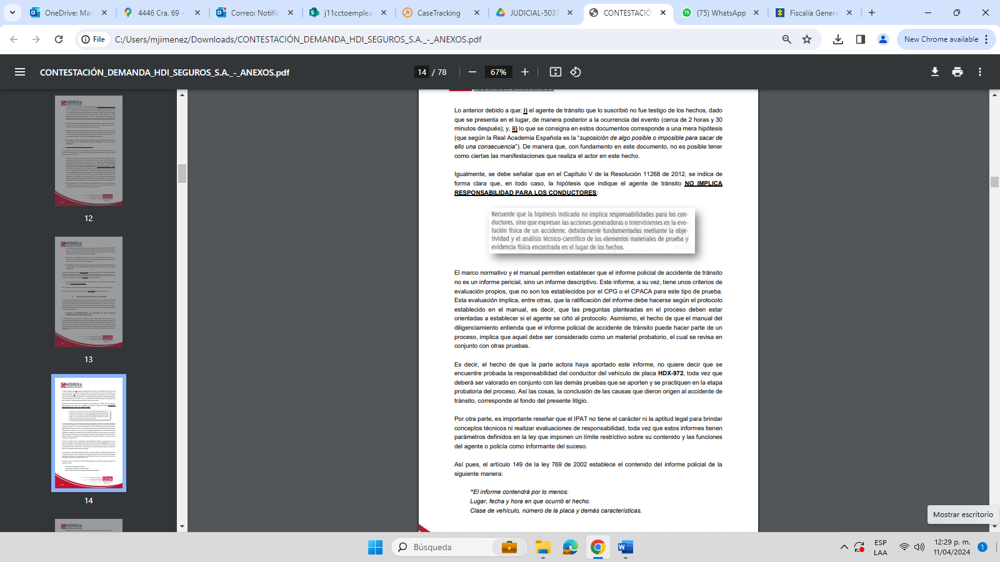 OneDrive: Mar
4446 Cra. 69 -
Correo: Notific
j11cctoemplea
CaseTracking
JUDICIAL-5037
CONTESTACIÓ
(75) WhatsApp
Fiscalía Genera
File
C:/Users/mjimenez/Downloads/CONTESTACIÓN_DEMANDA_HDI_SEGUROS_S.A._-_ANEXOS.pdf
New Chrome available
CONTESTACIÓN_DEMANDA_HDI_SEGUROS_S.A._-_ANEXOS.pdf
14 / 78
67%
HERRERA
12
HERRERA
13
HERRERA
14
HERRERA
Lo anterior debido a que: i) el agente de tránsito que lo suscribió no fue testigo de los hechos, dado
que se presenta en el lugar, de manera posterior a la ocurrencia del evento (cerca de 2 horas y 30
minutos después); y, ii) lo que se consigna en estos documentos corresponde a una mera hipótesis
(que según la Real Academia Española es la “suposición de algo posible o imposible para sacar de
ello una consecuencia”). De manera que, con fundamento en este documento, no es posible tener
como ciertas las manifestaciones que realiza el actor en este hecho.
Igualmente, se debe señalar que en el Capítulo V de la Resolución 11268 de 2012, se indica de
forma clara que, en todo caso, la hipótesis que indique el agente de tránsito NO IMPLICA
RESPONSABILIDAD PARA LOS CONDUCTORES:
Recuerde que la hipótesis indicada no implica responsabilidades para los con-
ductores, sino que expresan las acciones generadoras o intervinientes en la evo-
lución física de un accidente, debidamente fundamentadas mediante la obje-
tividad y el análisis técnico-científico de los elementos materiales de prueba y
evidencia física encontrada en el lugar de los hechos.
El marco normativo y el manual permiten establecer que el informe policial de accidente de tránsito
no es un informe pericial, sino un informe descriptivo. Este informe, a su vez, tiene unos criterios de
evaluación propios, que no son los establecidos por el CPG o el CPACA para este tipo de prueba.
Esta evaluación implica, entre otras, que la ratificación del informe debe hacerse según el protocolo
establecido en el manual, es decir, que las preguntas planteadas en el proceso deben estar
orientadas a establecer si el agente se ciñó al protocolo. Asimismo, el hecho de que el manual del
diligenciamiento entienda que el informe policial de accidente de tránsito puede hacer parte de un
proceso, implica que aquel debe ser considerado como un material probatorio, el cual se revisa en
conjunto con otras pruebas.
Es decir, el hecho de que la parte actora haya aportado este informe, no quiere decir que se
encuentre probada la responsabilidad del conductor del vehículo de placa HDX-972, toda vez que
deberá ser valorado en conjunto con las demás pruebas que se aporten y se practiquen en la etapa
probatoria del proceso. Así las cosas, la conclusión de las causas que dieron origen al accidente de
tránsito, corresponde al fondo del presente litigio.
Por otra parte, es importante reseñar que el IPAT no tiene el carácter ni la aptitud legal para brindar
conceptos técnicos ni realizar evaluaciones de responsabilidad, toda vez que estos informes tienen
parámetros definidos en la ley que imponen un límite restrictivo sobre su contenido y las funciones
del agente o policía como informante del suceso.
Así pues, el artículo 149 de la ley 769 de 2002 establece el contenido del informe policial de la
siguiente manera:
“El informe contendrá por lo menos:
Lugar, fecha y hora en que ocurrió el hecho.
Clase de vehículo, número de la placa y demás características.
Mostrar escritorio
Búsqueda
ESP
LAA
12:29 p. m.
11/04/2024
1